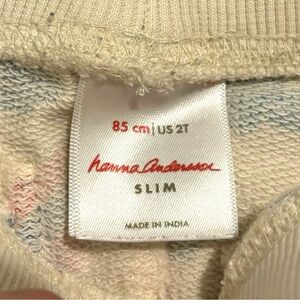 85 cm|US 2T
hanna andersson
SLIM
MADE IN INDIA